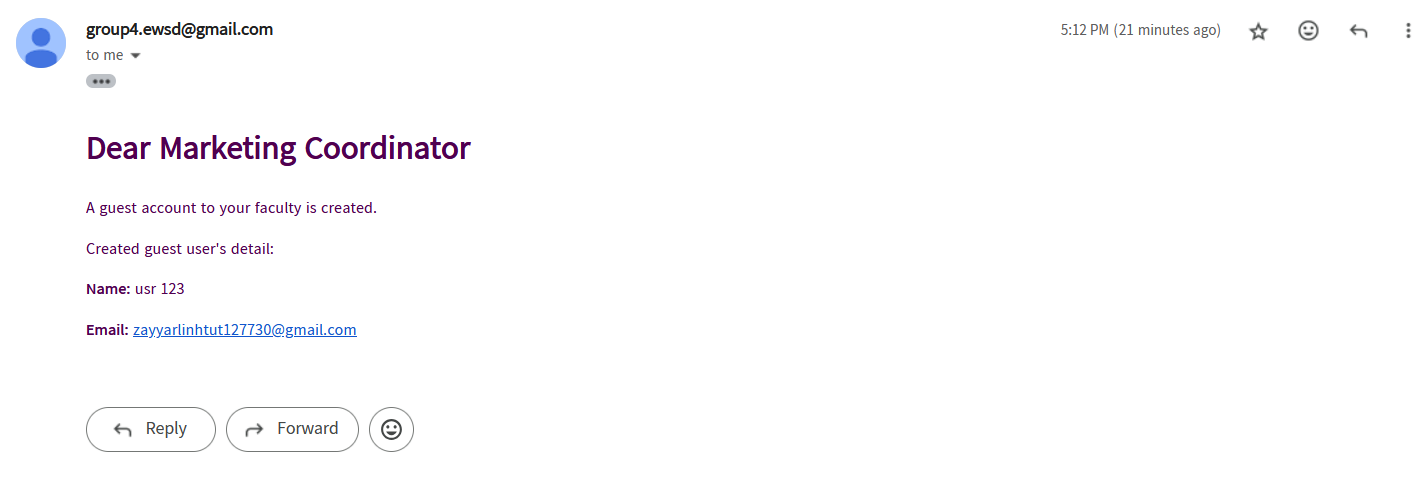 group4.ewsd@gmail.com
5:12 PM (21 minutes ago)
to me
Dear Marketing Coordinator
A guest account to your faculty is created.
Created guest user's detail:
Name: usr 123
Email: zayyarlinhtut127730@gmail.com
Reply
Forward